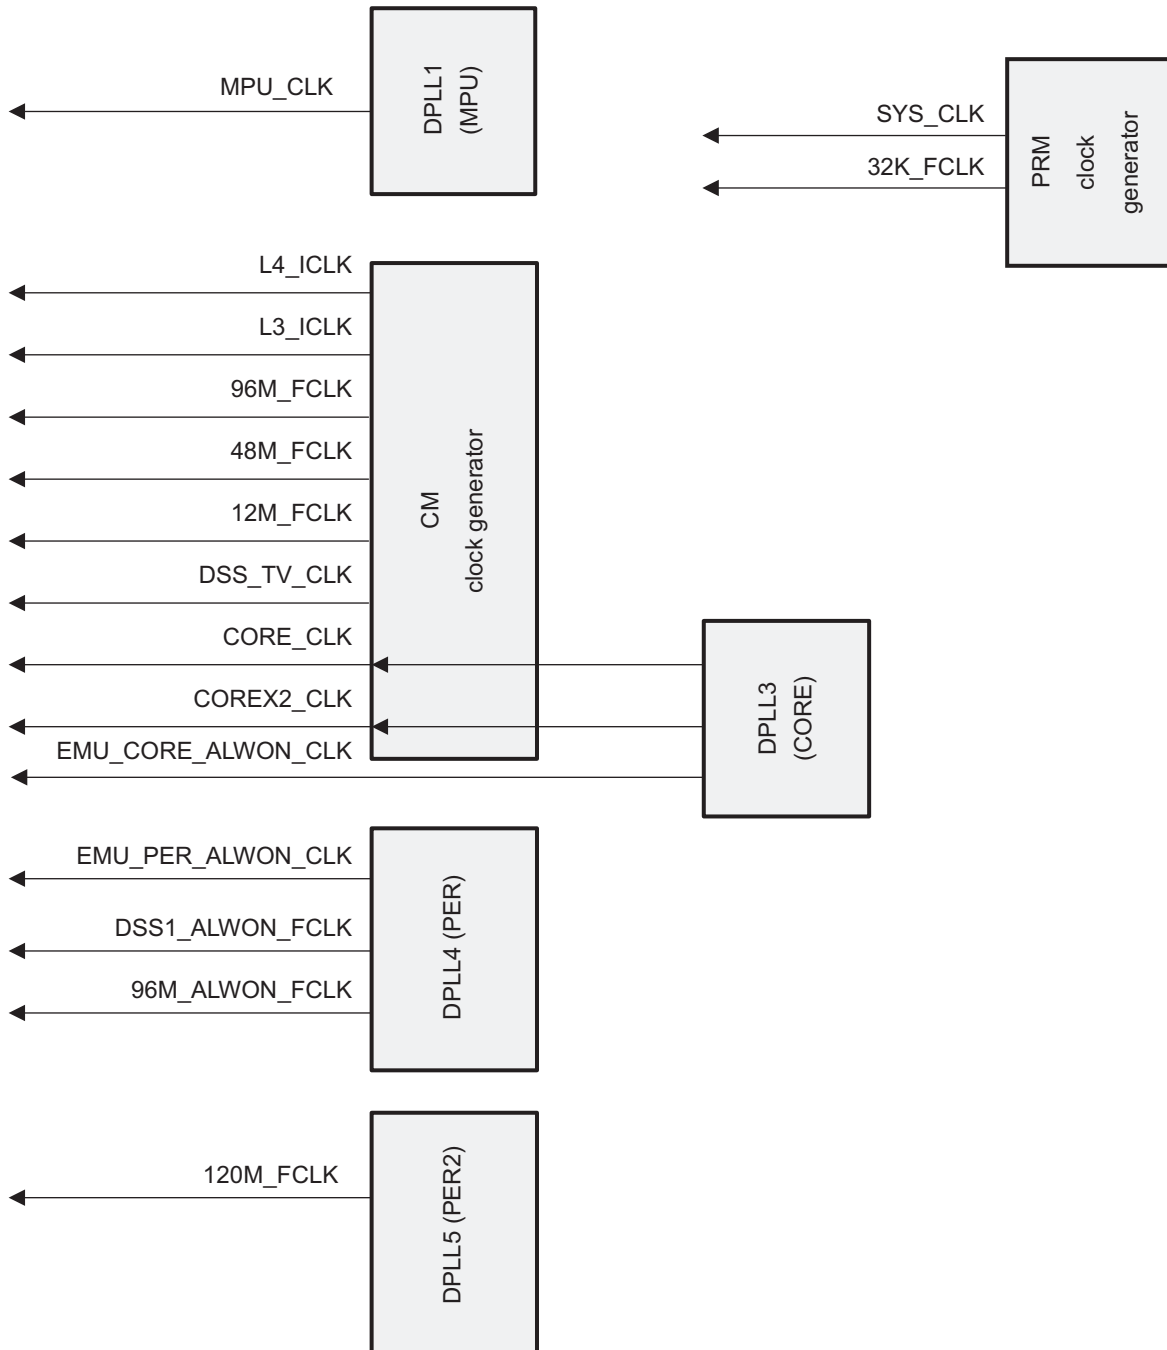 MPU_CLK
DPLL1
(MPU)
SYS_CLK
32K_FCLK
PRM
clock
generator
L4_ICLK
L3_ICLK
96M_FCLK
48M_FCLK
12M_FCLK
DSS_TV_CLK
CORE_CLK
COREX2_CLK
EMU_CORE_ALWON_CLK
CM
clock generator
DPLL3
(CORE)
EMU_PER_ALWON_CLK
DSS1_ALWON_FCLK
96M_ALWON_FCLK
DPLL4 (PER)
120M_FCLK
DPLL5 (PER2)